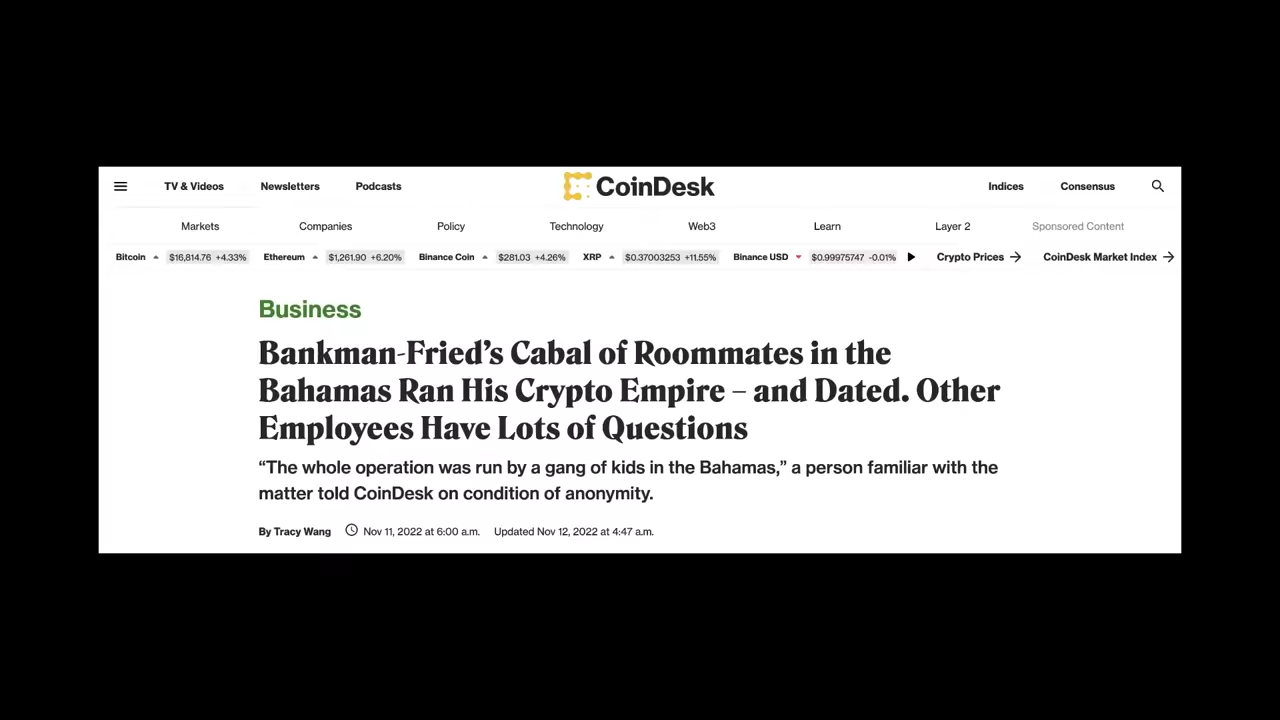 TV & Videos Newsletters Podcasts CoinDesk Indices Consensus
Markets Companies Policy Technology Web3 Learn Layer 2 Sponsored Content
Bitcoin $16,814.76 +4.33% Ethereum $1,261.90 +6.20% Binance Coin $281.03 +4.26% XRP $0.37003253 +11.55% Binance USD $0.99975747 -0.01% Crypto Prices CoinDesk Market Index
Business
Bankman-Fried’s Cabal of Roommates in the
Bahamas Ran His Crypto Empire – and Dated. Other
Employees Have Lots of Questions
“The whole operation was run by a gang of kids in the Bahamas,” a person familiar with the
matter told CoinDesk on condition of anonymity.
By Tracy Wang Nov 11, 2022 at 6:00 a.m. Updated Nov 12, 2022 at 4:47 a.m.